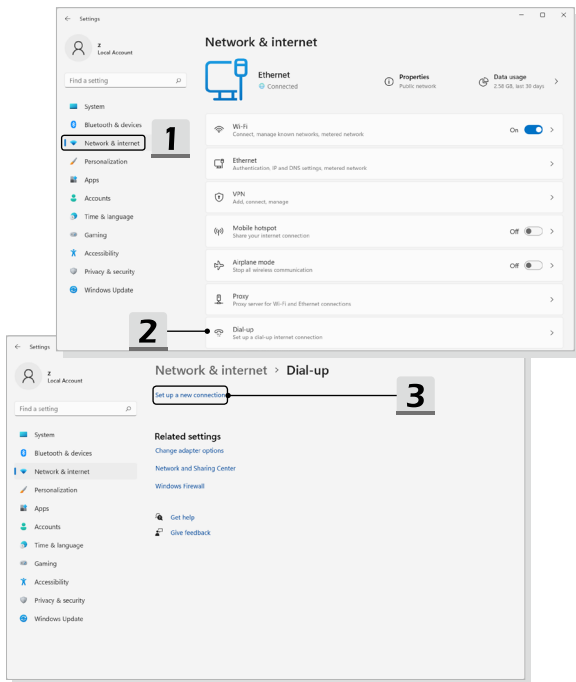 Settings
z
Local Account
Find a setting
System
Bluetooth & devices
Network & internet
Personalization
Apps
Accounts
Time & language
Gaming
Accessibility
Privacy & security
Windows Update
1
Network & internet
Ethernet
Connected
Properties
Public network
Data usage
2.58 GB, last 30 days
Wi-Fi
Connect, manage known networks, metered network
On
Ethernet
Authentication, IP and DNS settings, metered network
VPN
Add, connect, manage
Mobile hotspot
Share your internet connection
Off
Airplane mode
Stop all wireless communication
Off
Proxy
Proxy server for Wi-Fi and Ethernet connections
2
Dial-up
Set up a dial-up internet connection
Settings
z
Local Account
Find a setting
System
Bluetooth & devices
Network & internet
Personalization
Apps
Accounts
Time & language
Gaming
Accessibility
Privacy & security
Windows Update
Network & internet > Dial-up
Set up a new connection
3
Related settings
Change adapter options
Network and Sharing Center
Windows Firewall
Get help
Give feedback